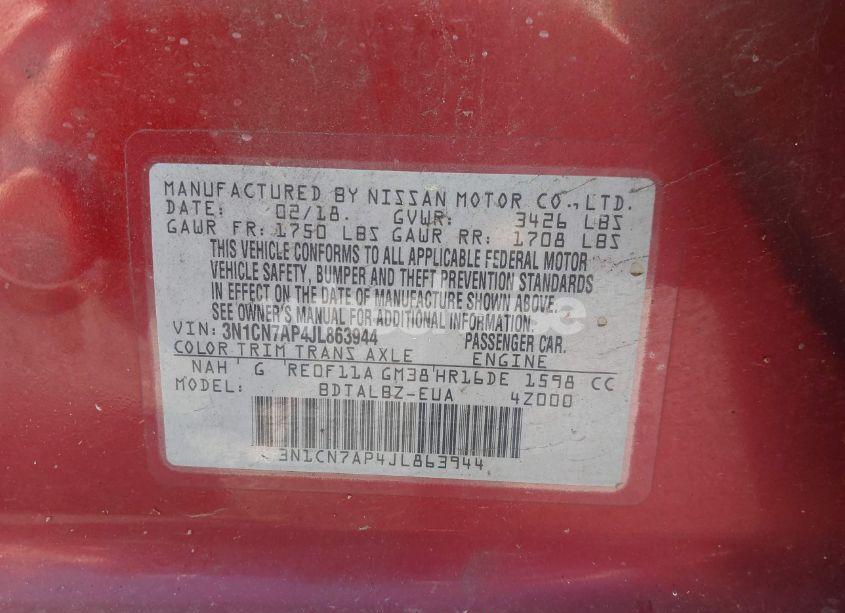 MANUFACTURED BY NISSAN MOTOR CO.,LTD.
DATE: 02/18. GVWR: 3426 LBS
GAWR FR: 1750 LBS GAWR RR: 1708 LBS
THIS VEHICLE CONFORMS TO ALL APPLICABLE FEDERAL MOTOR
VEHICLE SAFETY, BUMPER AND THEFT PREVENTION STANDARDS
IN EFFECT ON THE DATE OF MANUFACTURE SHOWN ABOVE.
SEE OWNER'S MANUAL FOR ADDITIONAL INFORMATION.
VIN: 3N1CN7AP4JL863944 PASSENGER CAR.
COLOR TRIM TRANS AXLE ENGINE
NAH ' G ' RE0F11A GM38'HR16DE 1598 CC
MODEL: BDTALBZ-EUA 4Z000
3N1CN7AP4JL863944